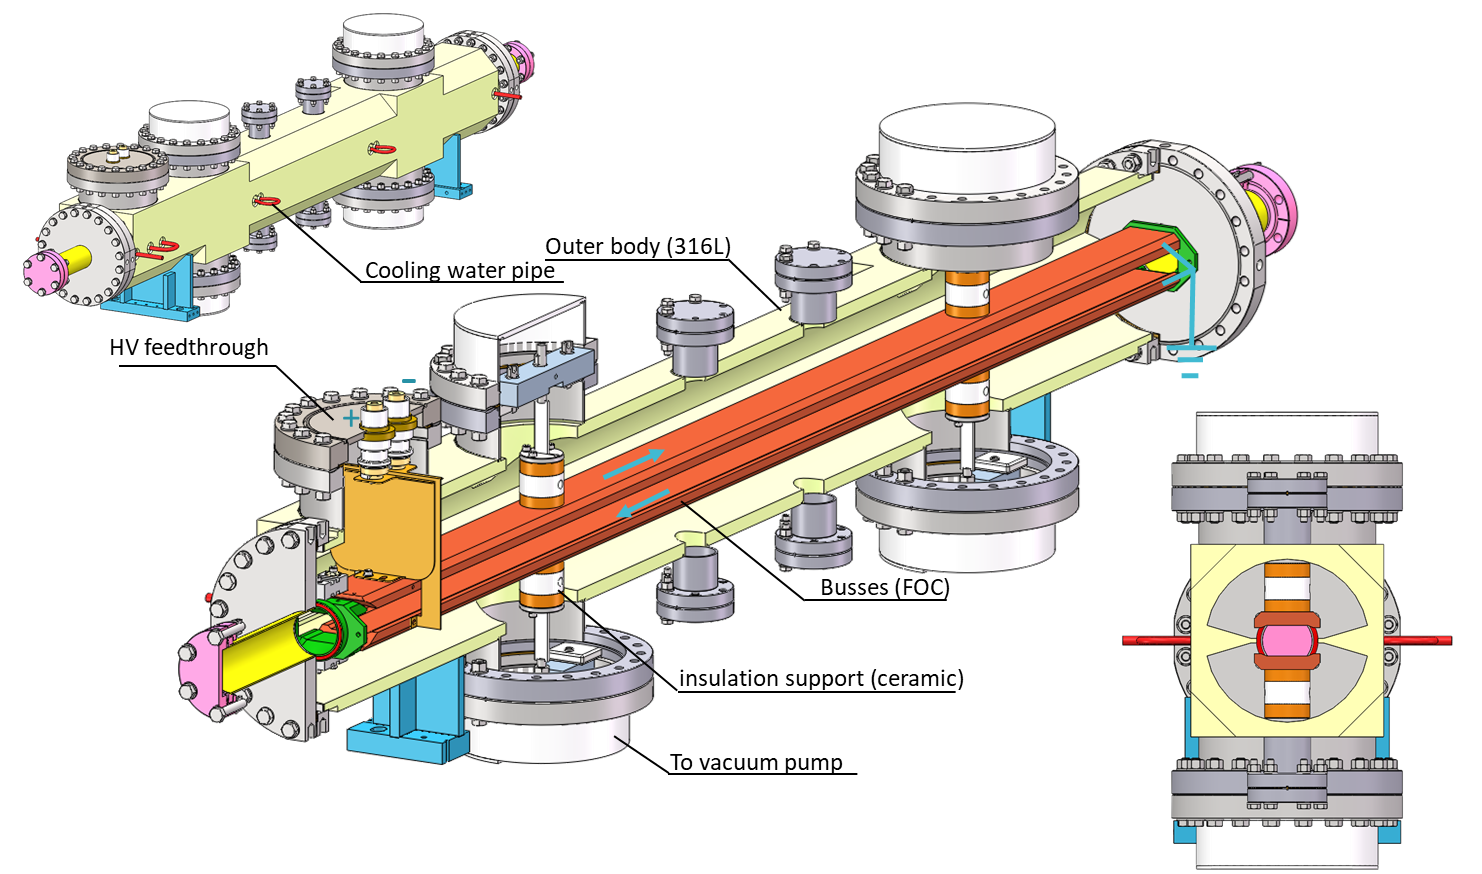 Outer body (316L)
Cooling water pipe
HV feedthrough
-
+
Busses (FOC)
insulation support (ceramic)
To vacuum pump